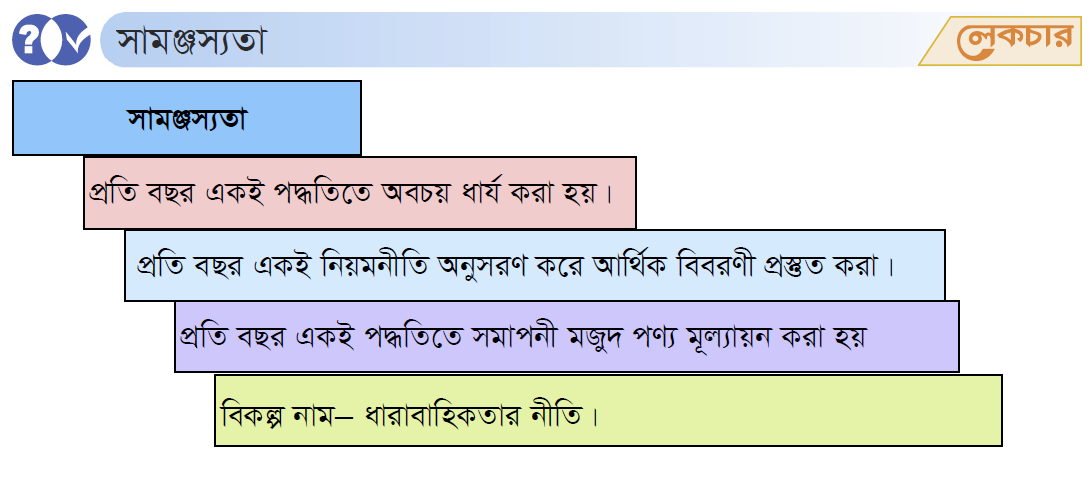 সামঞ্জস্যতা
লেকচার
সামঞ্জস্যতা
প্রতি বছর একই পদ্ধতিতে অবচয় ধার্য করা হয়।
প্রতি বছর একই নিয়মনীতি অনুসরণ করে আর্থিক বিবরণী প্রস্তুত করা।
প্রতি বছর একই পদ্ধতিতে সমাপনী মজুদ পণ্য মূল্যায়ন করা হয়
বিকল্প নাম– ধারাবাহিকতার নীতি।